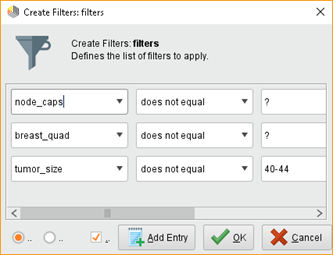 Create Filters: filters
Create Filters: filters
Defines the list of filters to apply.
node_caps does not equal ?
breast_quad does not equal ?
tumor_size does not equal 40-44
.. .. .. Add Entry OK Cancel